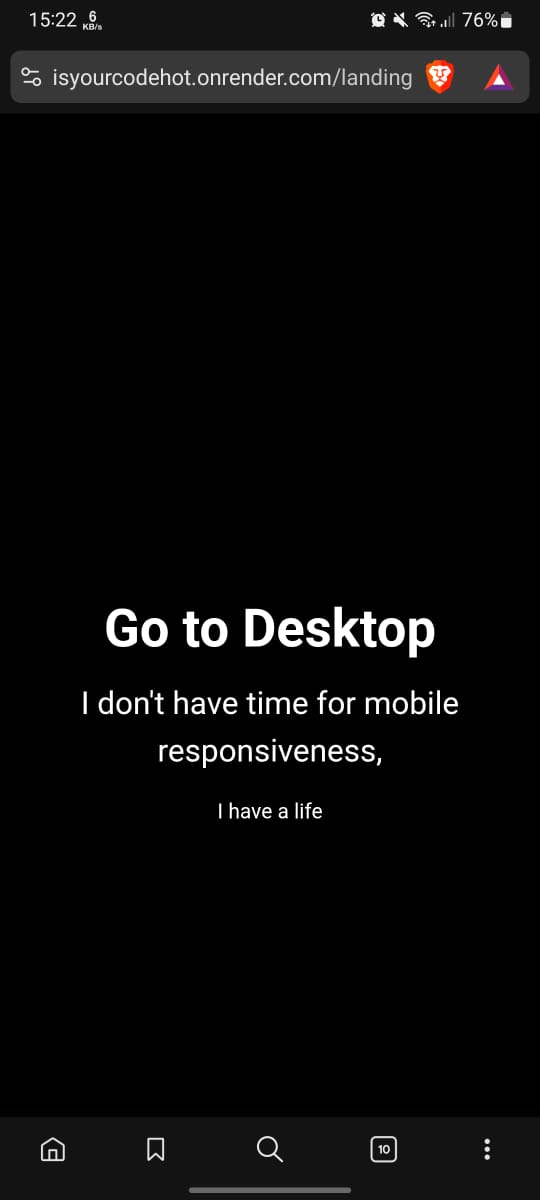 15:22 6 KB/s 76%
isyourcodehot.onrender.com/landing
Go to Desktop
I don't have time for mobile
responsiveness,
I have a life
10